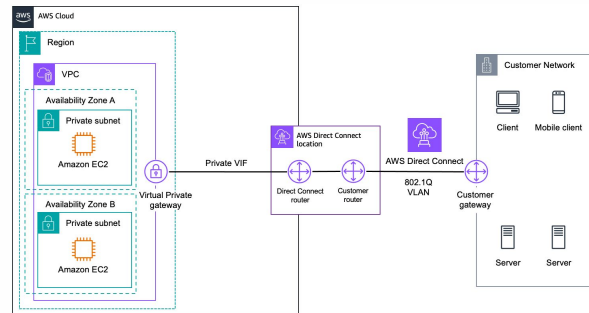 aws
AWS Cloud
Region
VPC
Availability Zone A
Private subnet
Amazon EC2
Availability Zone B
Private subnet
Amazon EC2
Virtual Private
gateway
Private VIF
AWS Direct Connect
location
Direct Connect
router
Customer
router
AWS Direct Connect
802.1Q
VLAN
Customer
gateway
Customer Network
Client
Mobile client
Server
Server